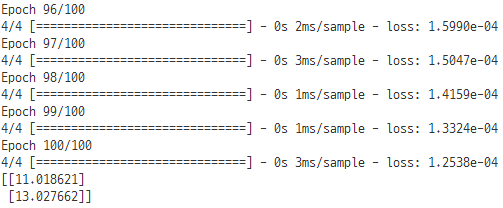 Epoch 96/100
4/4 [==============================] - 0s 2ms/sample - loss: 1.5990e-04
Epoch 97/100
4/4 [==============================] - 0s 3ms/sample - loss: 1.5047e-04
Epoch 98/100
4/4 [==============================] - 0s 1ms/sample - loss: 1.4159e-04
Epoch 99/100
4/4 [==============================] - 0s 1ms/sample - loss: 1.3324e-04
Epoch 100/100
4/4 [==============================] - 0s 3ms/sample - loss: 1.2538e-04
[[11.018621]
 [13.027662]]